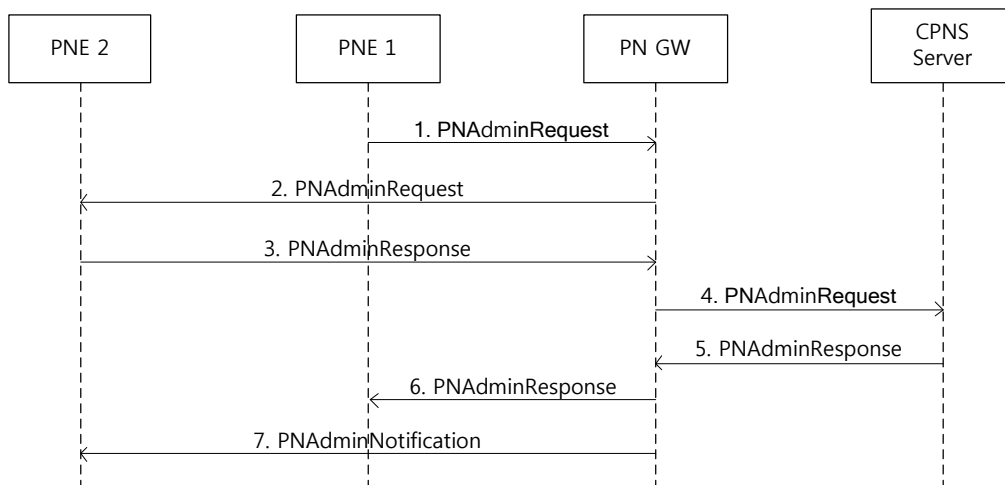 PNE 2
PNE 1
PN GW
CPNS
Server
1. PNAdminRequest
2. PNAdminRequest
3. PNAdminResponse
4. PNAdminRequest
5. PNAdminResponse
6. PNAdminResponse
7. PNAdminNotification